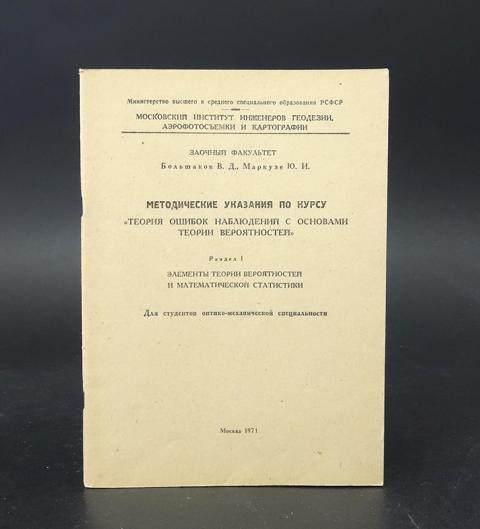 Министерство высшего и среднего специального образования РСФСР
МОСКОВСКИЙ ИНСТИТУТ ИНЖЕНЕРОВ ГЕОДЕЗИИ,
АЭРОФОТОСЪЕМКИ И КАРТОГРАФИИ
ЗАОЧНЫЙ ФАКУЛЬТЕТ
Большаков В. Д., Маркузе Ю. И.
МЕТОДИЧЕСКИЕ УКАЗАНИЯ ПО КУРСУ
«ТЕОРИЯ ОШИБОК НАБЛЮДЕНИЙ С ОСНОВАМИ
ТЕОРИИ ВЕРОЯТНОСТЕЙ»
Раздел I
ЭЛЕМЕНТЫ ТЕОРИИ ВЕРОЯТНОСТЕЙ
И МАТЕМАТИЧЕСКОЙ СТАТИСТИКИ
Для студентов оптико-механической специальности
Москва 1971